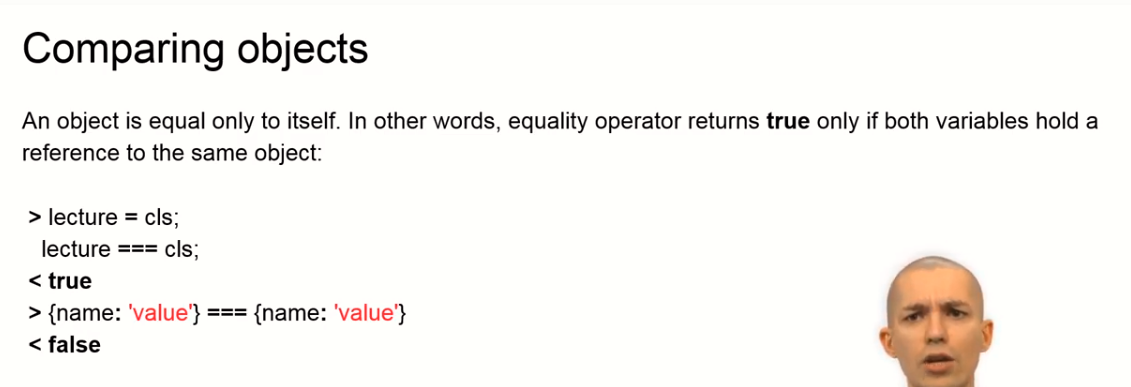 Comparing objects
An object is equal only to itself. In other words, equality operator returns true only if both variables hold a
reference to the same object:
> lecture = cls;
lecture === cls;
< true
> {name: 'value'} === {name: 'value'}
< false